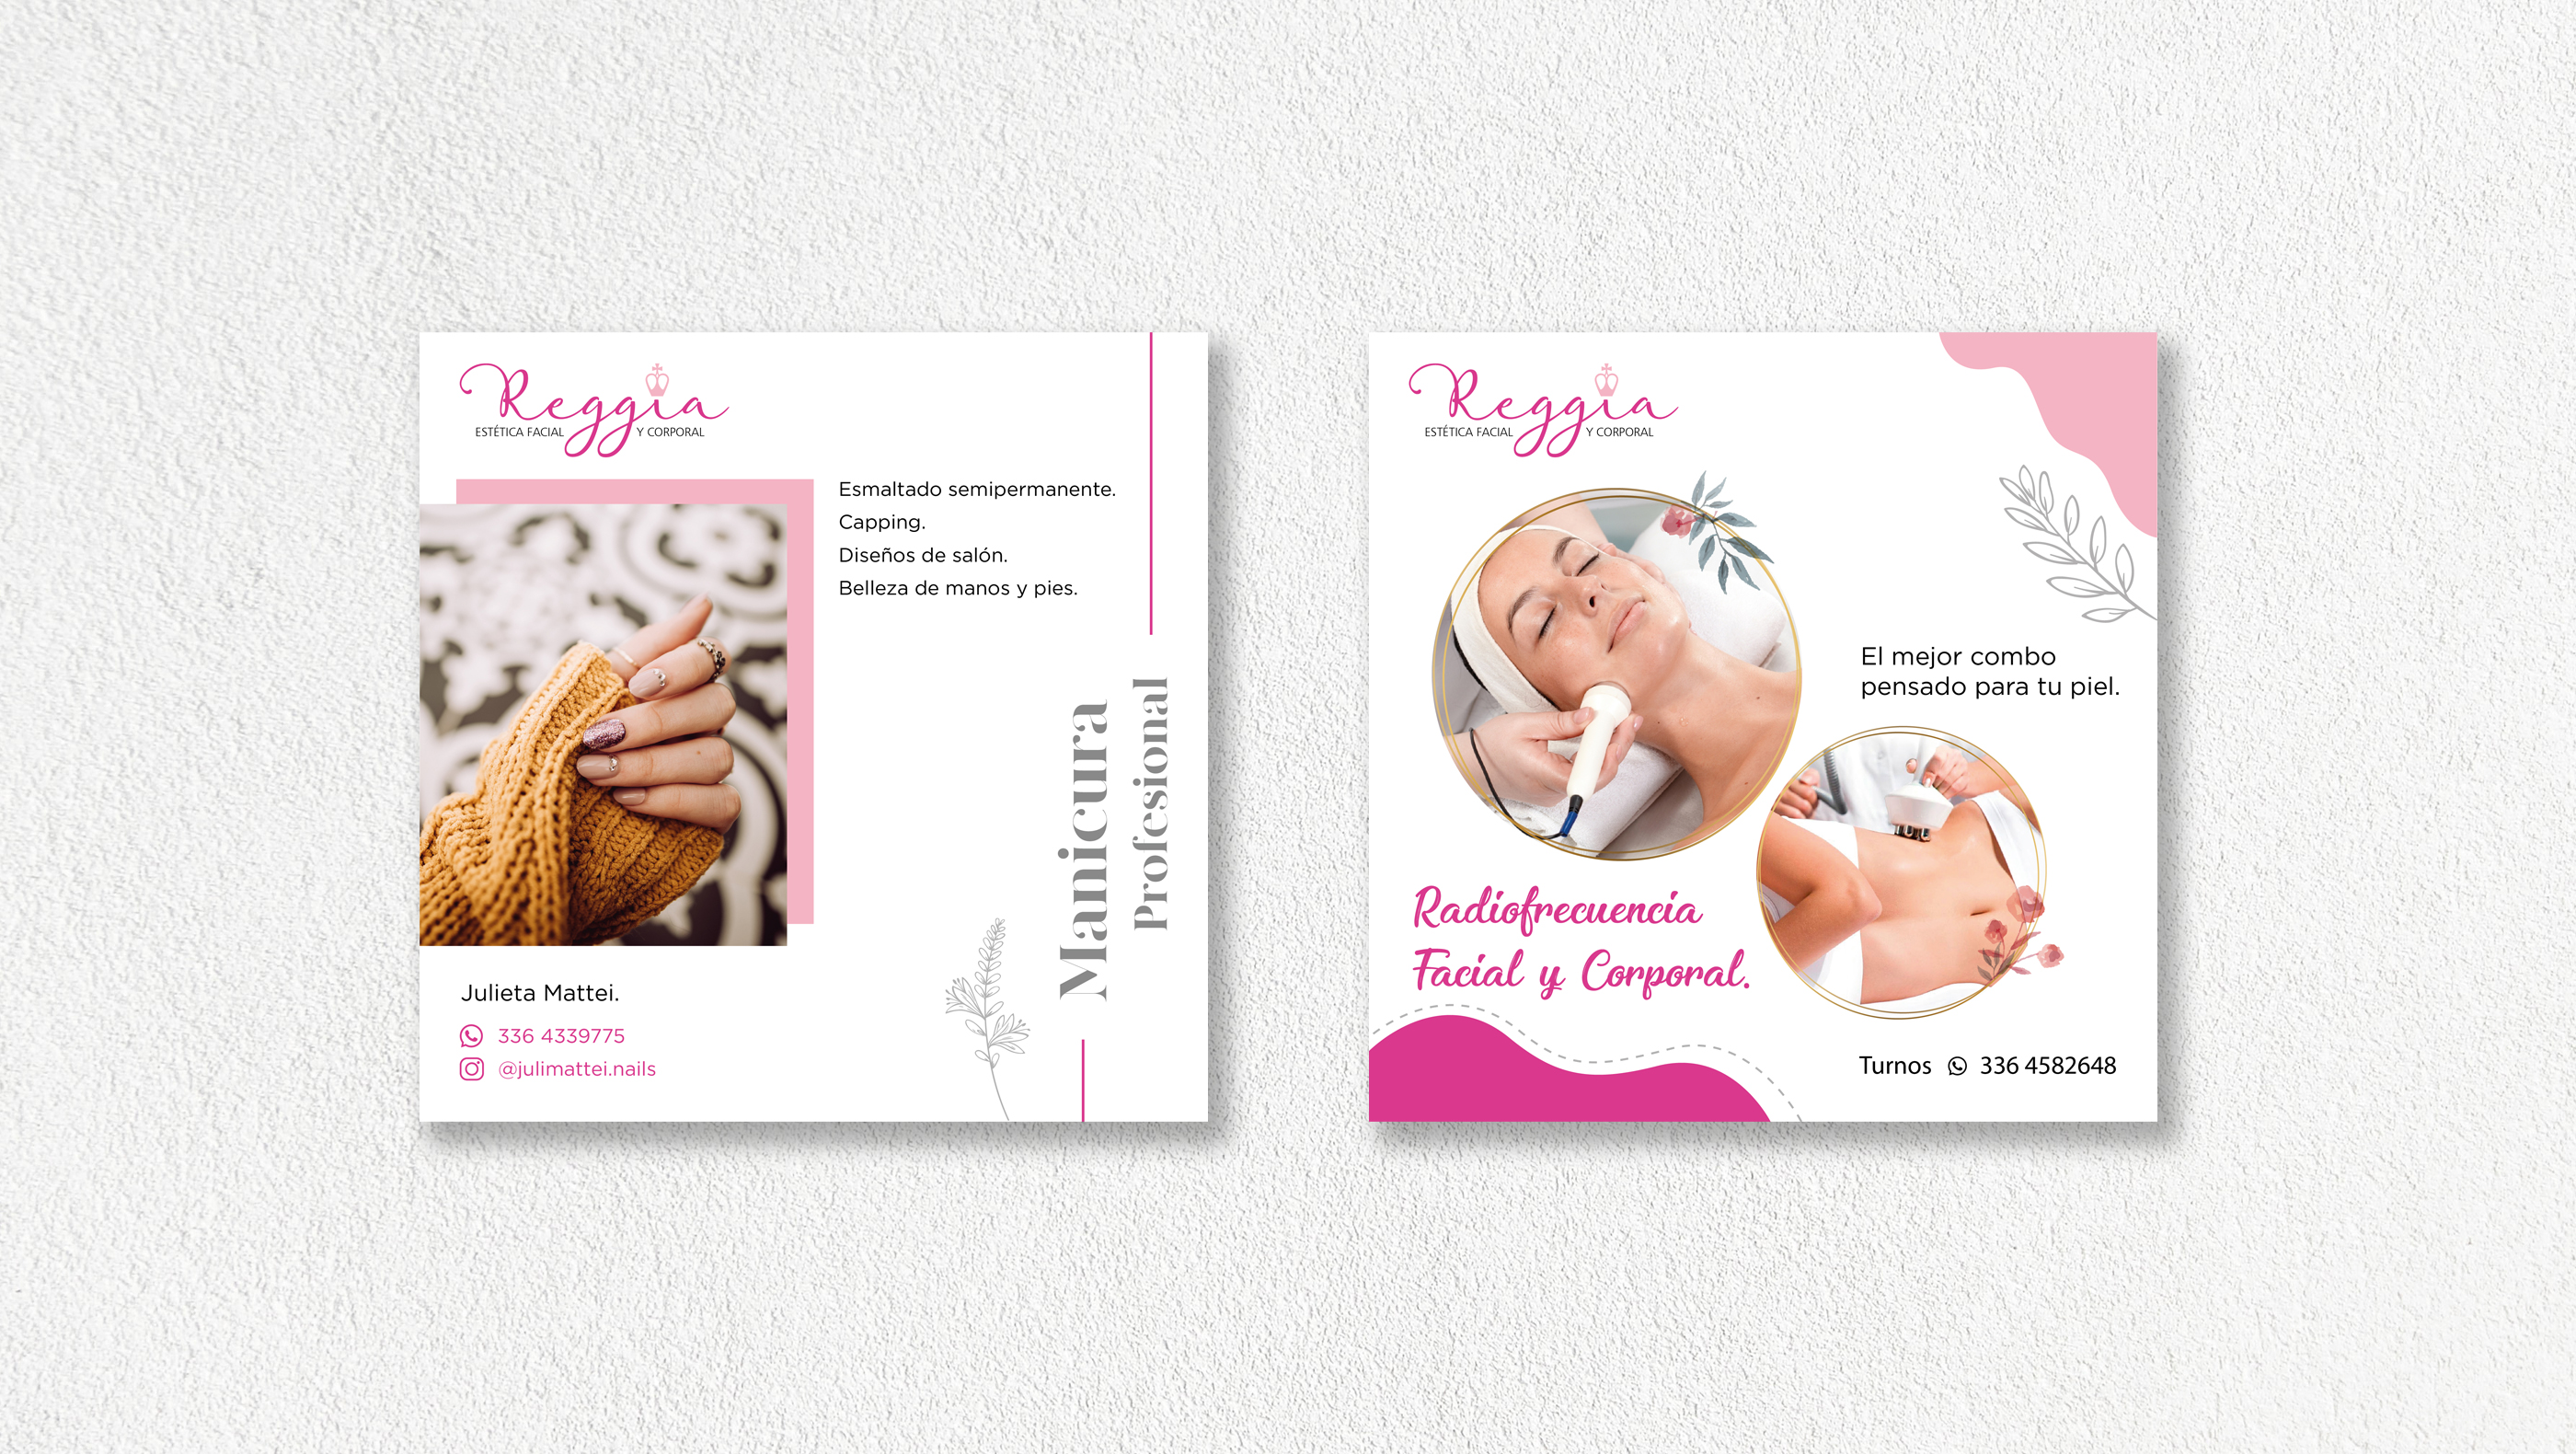 Reggia
ESTÉTICA FACIAL Y CORPORAL
Esmaltado semipermanente.
Capping.
Diseños de salón.
Belleza de manos y pies.
Manicura
Profesional
Julieta Mattei.
336 4339775
@julimattei.nails
Reggia
ESTÉTICA FACIAL Y CORPORAL
El mejor combo
pensado para tu piel.
Radiofrecuencia
Facial y Corporal.
Turnos 336 4582648